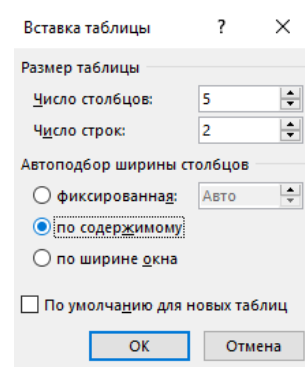 Вставка таблицы ? ×
Размер таблицы
Число столбцов: 5
Число строк: 2
Автоподбор ширины столбцов
фиксированная: Авто
по содержимому
по ширине окна
По умолчанию для новых таблиц
ОК Отмена